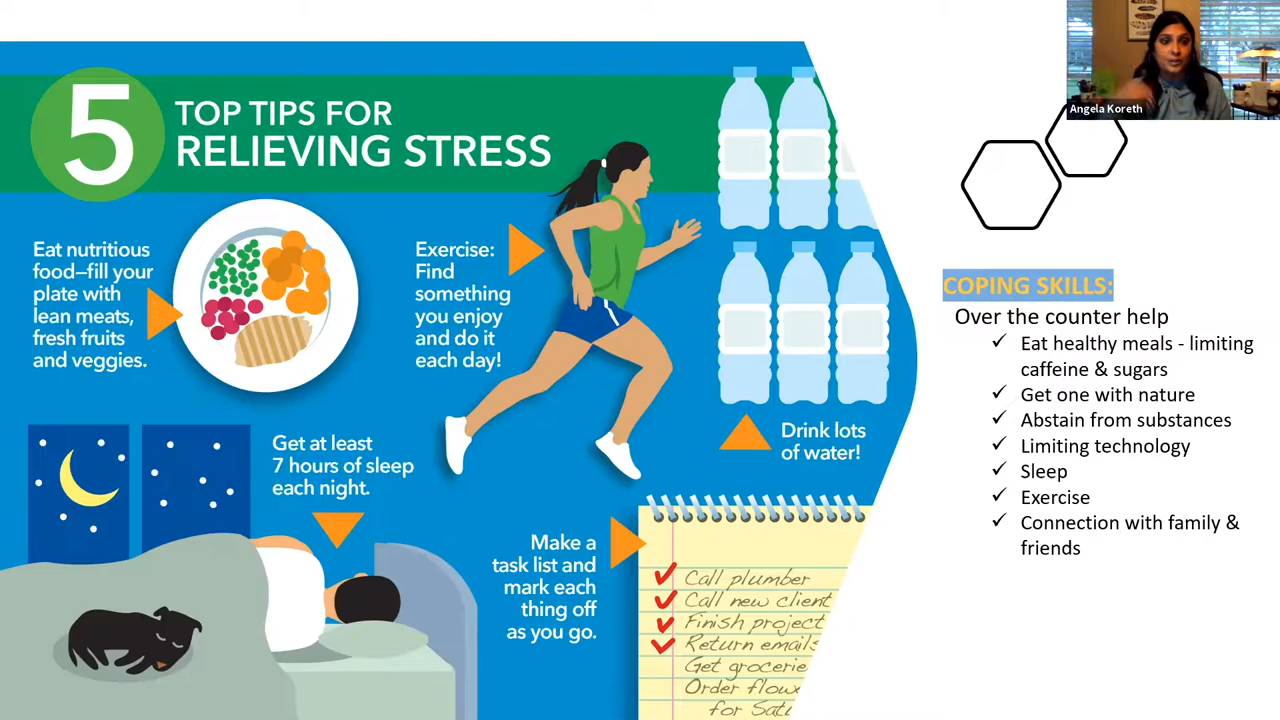 5
TOP TIPS FOR
RELIEVING STRESS
Eat nutritious
food—fill your
plate with
lean meats,
fresh fruits
and veggies.
Exercise:
Find
something
you enjoy
and do it
each day!
Drink lots
of water!
Get at least
7 hours of sleep
each night.
Make a
task list and
mark each
thing off
as you go.
Call plumber
Call new client
Finish project
Return emails
Get
Order
for
Angela Koreth
COPING SKILLS:
Over the counter help
✓ Eat healthy meals - limiting
caffeine & sugars
✓ Get one with nature
✓ Abstain from substances
✓ Limiting technology
✓ Sleep
✓ Exercise
✓ Connection with family &
friends